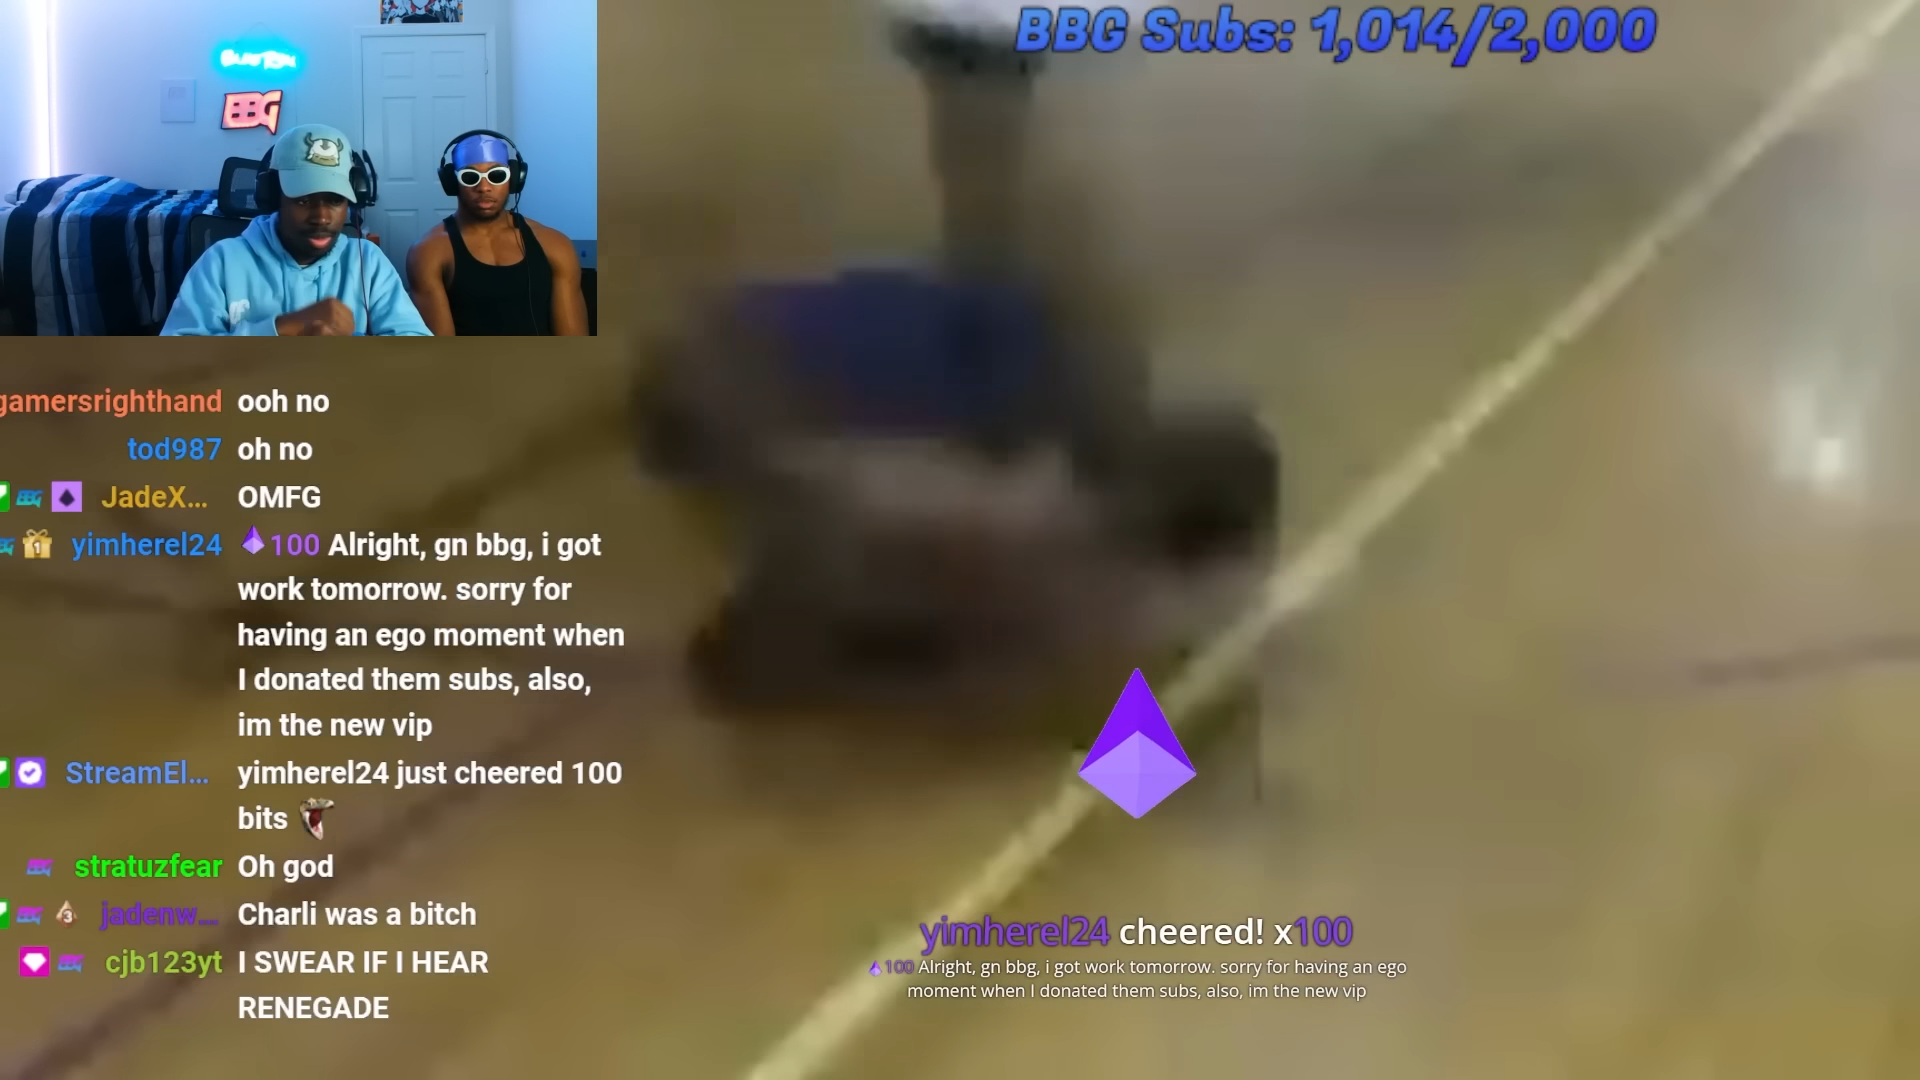 BBG Subs: 1,014/2,000
BBG
gamersrighthand ooh no
tod987 oh no
JadeX... OMFG
yimherel24 100 Alright, gn bbg, i got
work tomorrow. sorry for
having an ego moment when
I donated them subs, also,
im the new vip
StreamEl... yimherel24 just cheered 100
bits
stratuzfear Oh god
jadenw... Charli was a bitch
cjb123yt I SWEAR IF I HEAR
RENEGADE
yimherel24 cheered! x100
100 Alright, gn bbg, i got work tomorrow. sorry for having an ego
moment when I donated them subs, also, im the new vip